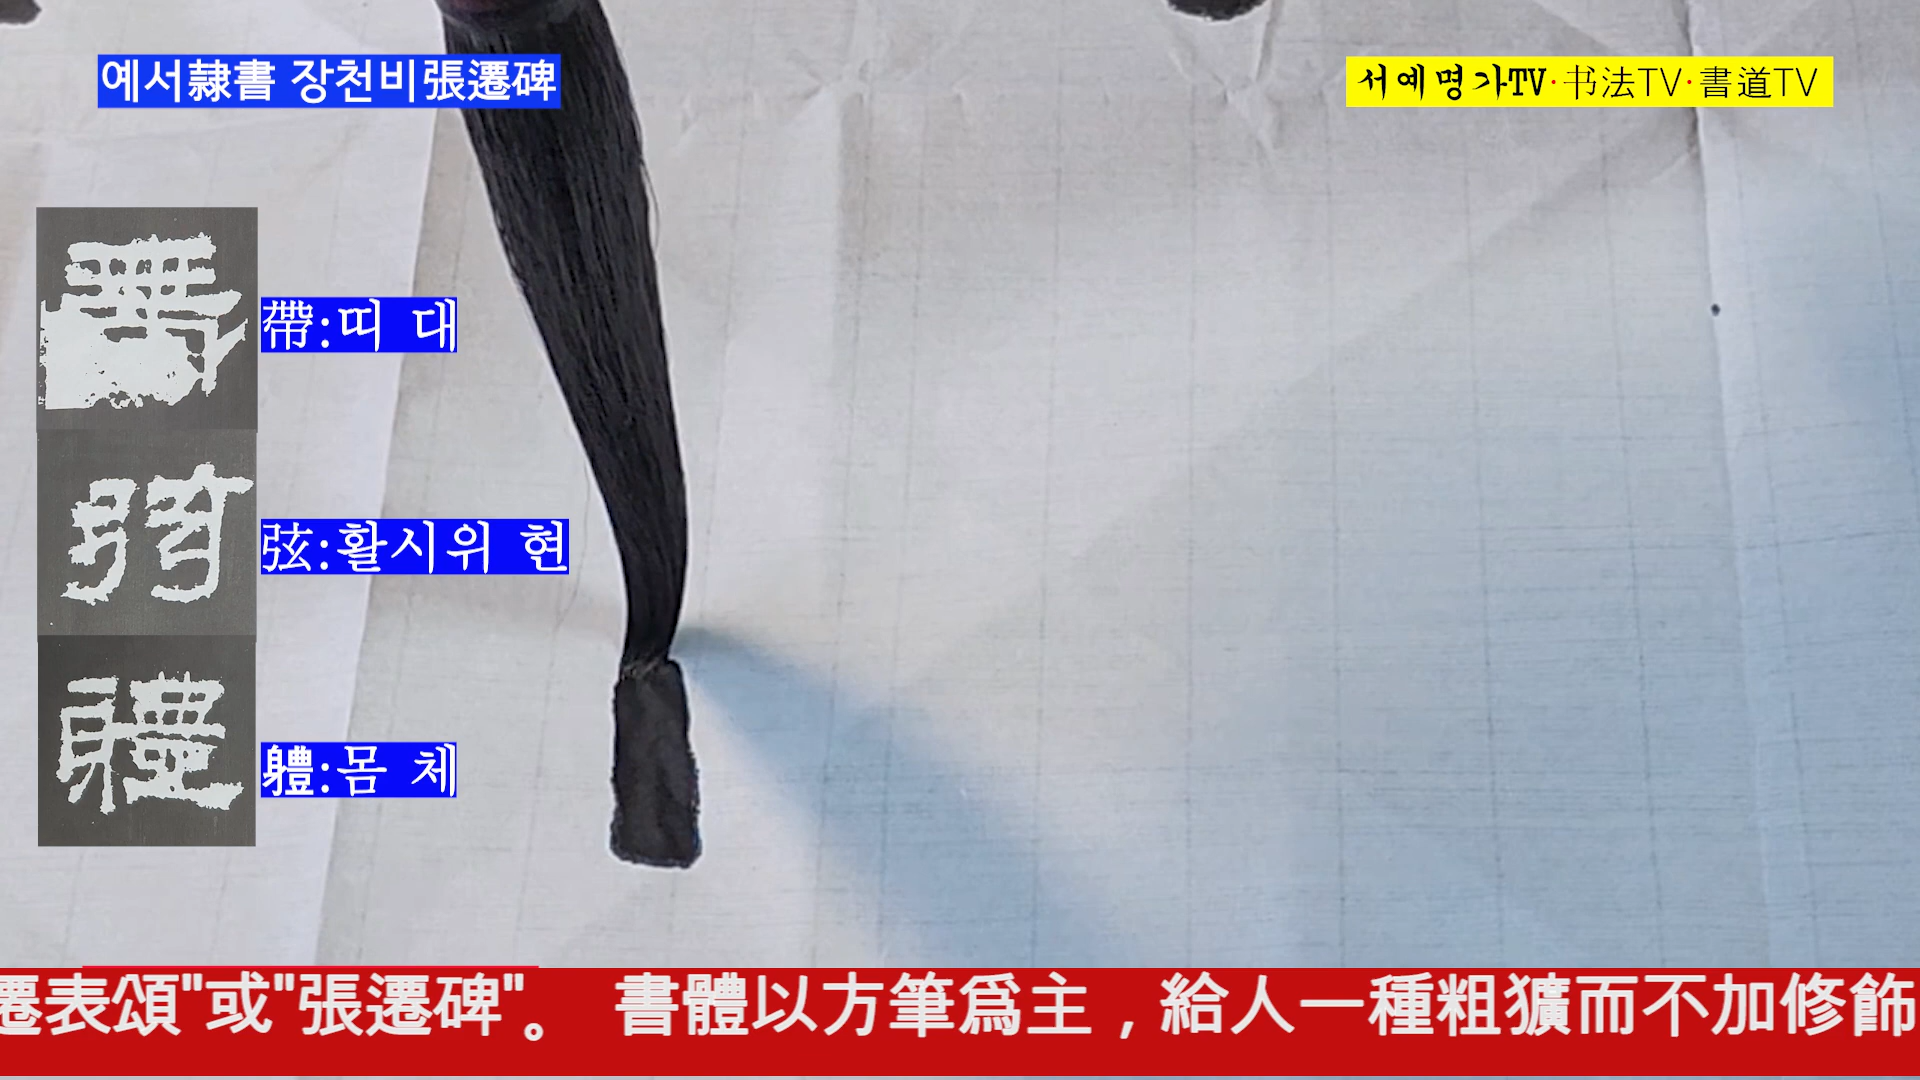 예서隷書 장천비張遷碑
서예명가TV·书法TV·書道TV
帶:띠 대
弦:활시위 현
軆:몸 체
遷表頌"或"張遷碑"。 書體以方筆爲主，給人一種粗獷而不加修飾